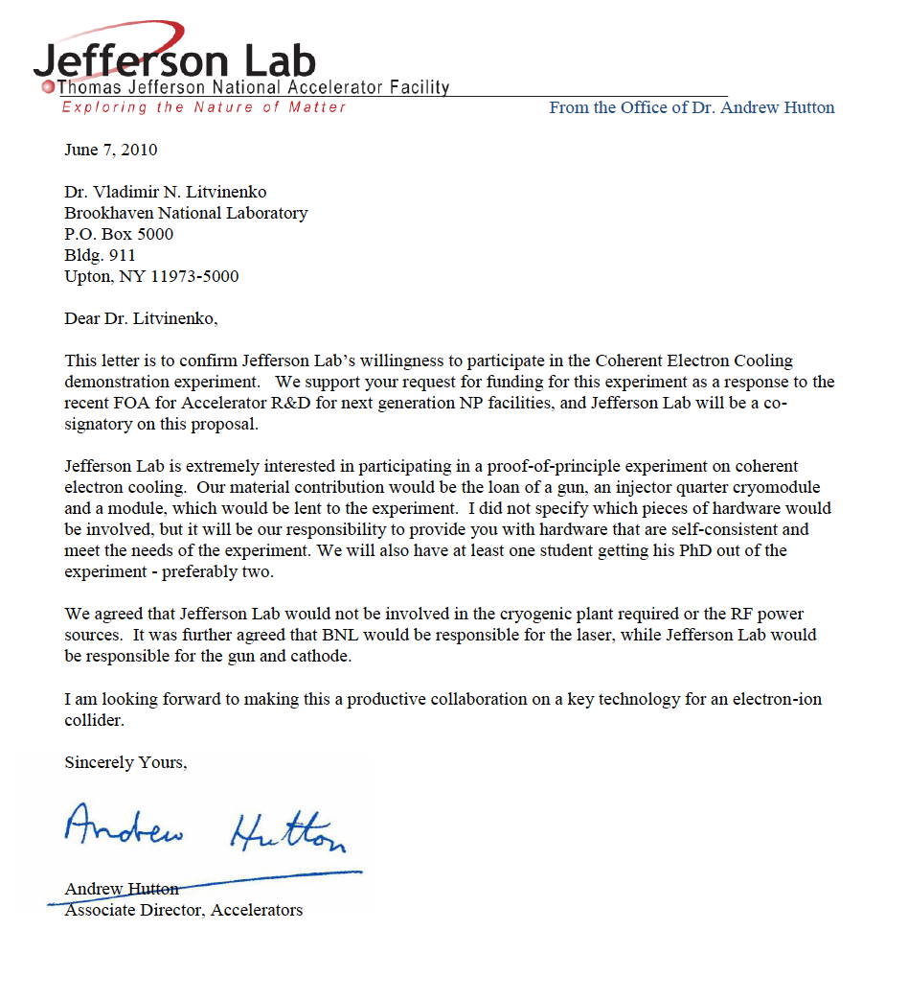 Jefferson Lab
Thomas Jefferson National Accelerator Facility
Exploring the Nature of Matter
From the Office of Dr. Andrew Hutton
June 7, 2010
Dr. Vladimir N. Litvinenko
Brookhaven National Laboratory
P.O. Box 5000
Bldg. 911
Upton, NY 11973-5000
Dear Dr. Litvinenko,
This letter is to confirm Jefferson Lab's willingness to participate in the Coherent Electron Cooling
demonstration experiment.   We support your request for funding for this experiment as a response to the
recent FOA for Accelerator R&D for next generation NP facilities, and Jefferson Lab will be a co-
signatory on this proposal.
Jefferson Lab is extremely interested in participating in a proof-of-principle experiment on coherent
electron cooling.  Our material contribution would be the loan of a gun, an injector quarter cryomodule
and a module, which would be lent to the experiment.  I did not specify which pieces of hardware would
be involved, but it will be our responsibility to provide you with hardware that are self-consistent and
meet the needs of the experiment. We will also have at least one student getting his PhD out of the
experiment - preferably two.
We agreed that Jefferson Lab would not be involved in the cryogenic plant required or the RF power
sources.  It was further agreed that BNL would be responsible for the laser, while Jefferson Lab would
be responsible for the gun and cathode.
I am looking forward to making this a productive collaboration on a key technology for an electron-ion
collider.
Sincerely Yours,
Andrew Hutton
Andrew Hutton
Associate Director, Accelerators